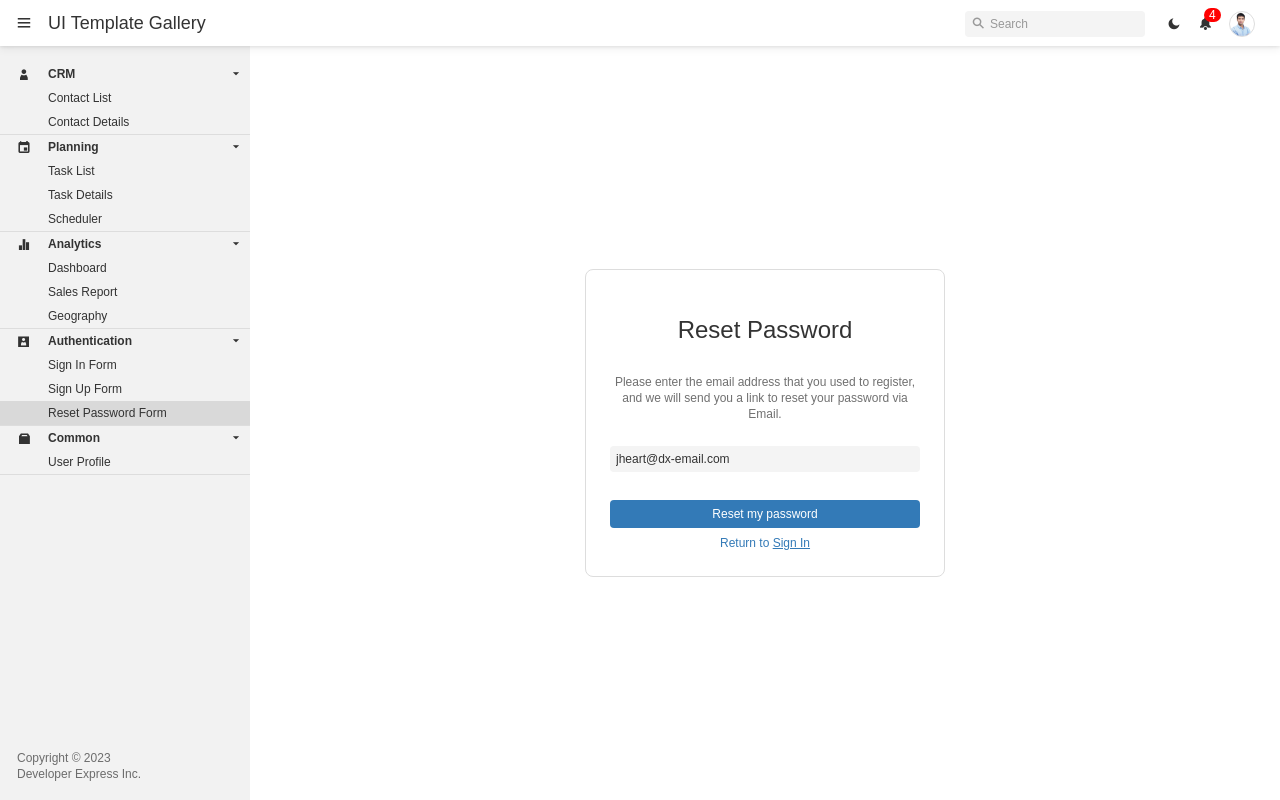 UI Template Gallery
Search
4
CRM
Contact List
Contact Details
Planning
Task List
Task Details
Scheduler
Analytics
Dashboard
Sales Report
Geography
Authentication
Sign In Form
Sign Up Form
Reset Password Form
Common
User Profile
Copyright © 2023
Developer Express Inc.
Reset Password
Please enter the email address that you used to register,
and we will send you a link to reset your password via
Email.
jheart@dx-email.com
Reset my password
Return to Sign In